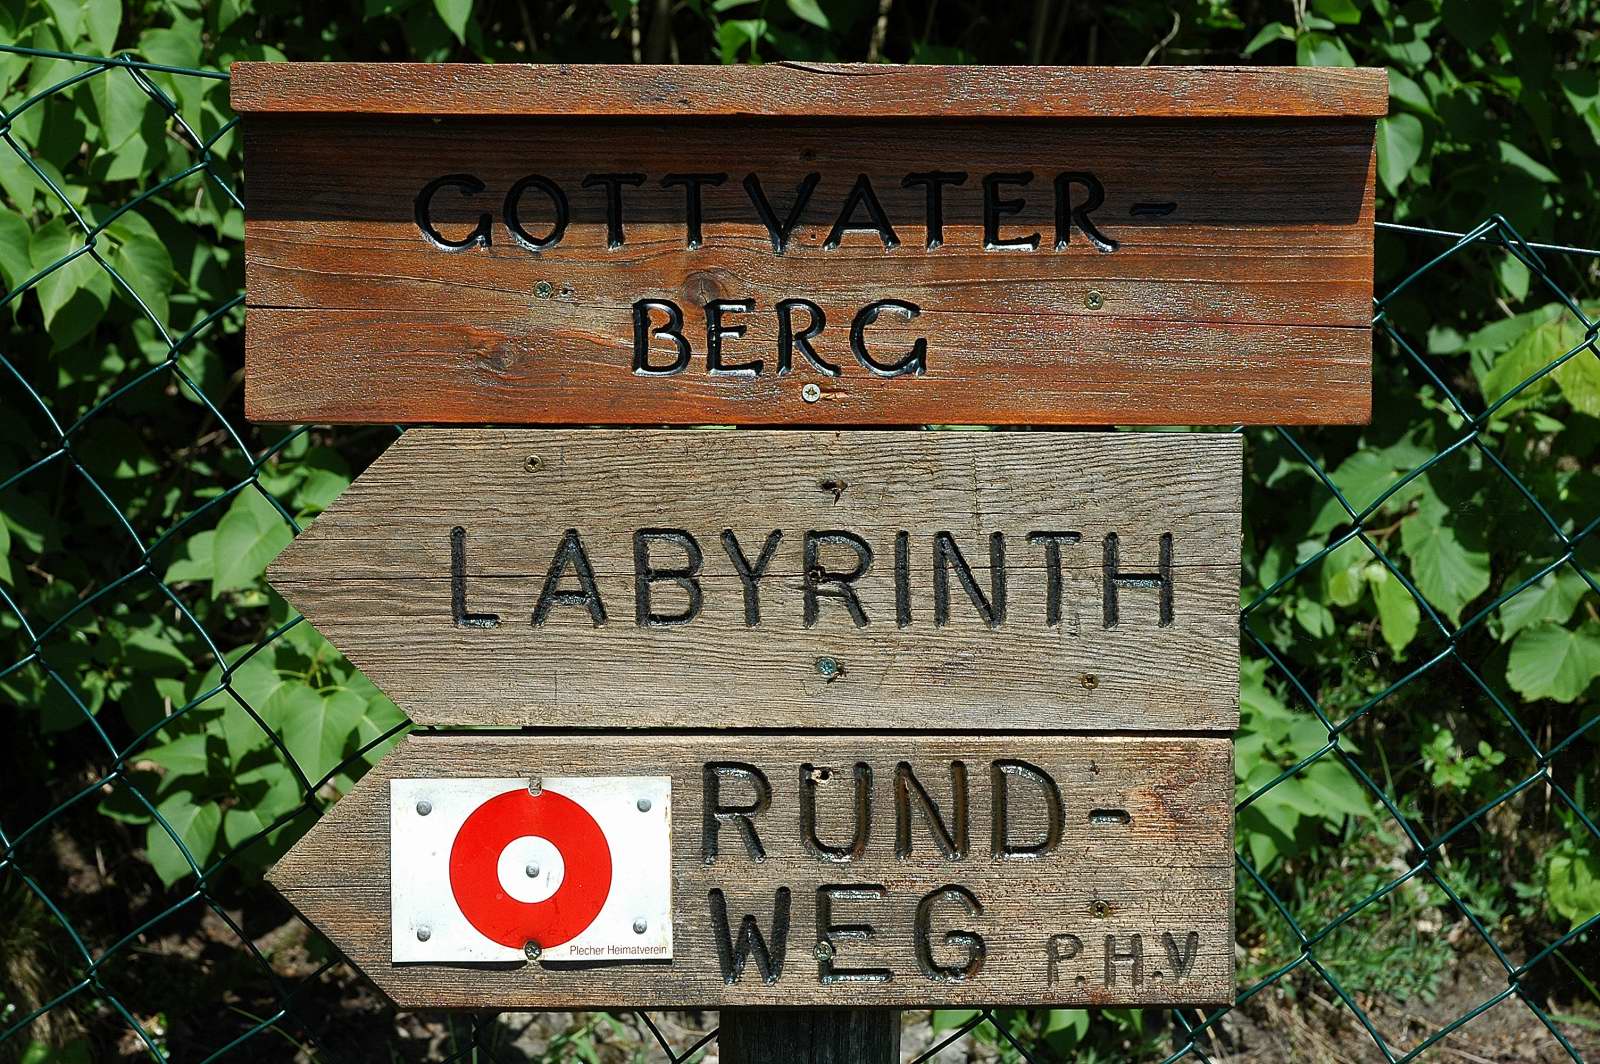 GOTTVATER-
BERG
LABYRINTH
RUND-
WEG P.H.V
Plecher Heimatverein